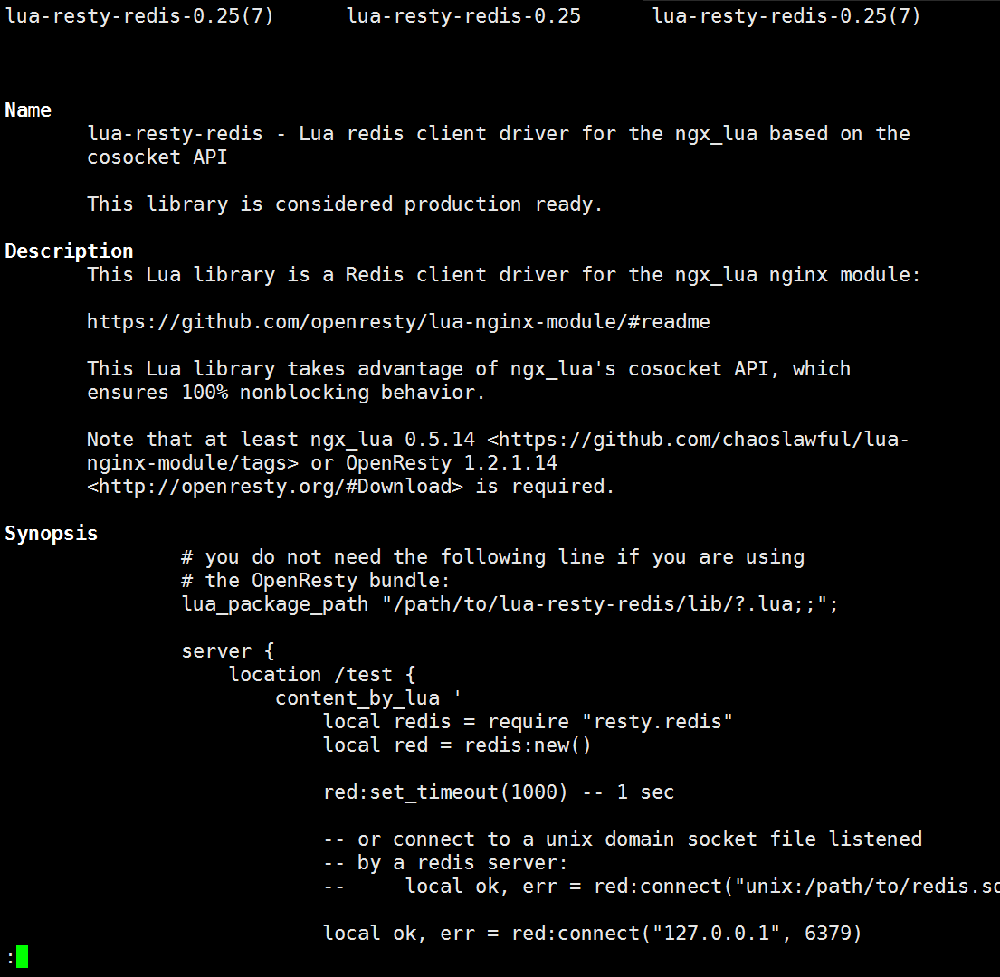 lua-resty-redis-0.25(7)      lua-resty-redis-0.25      lua-resty-redis-0.25(7)
Name
lua-resty-redis - Lua redis client driver for the ngx_lua based on the
cosocket API
This library is considered production ready.
Description
This Lua library is a Redis client driver for the ngx_lua nginx module:
https://github.com/openresty/lua-nginx-module/#readme
This Lua library takes advantage of ngx_lua's cosocket API, which
ensures 100% nonblocking behavior.
Note that at least ngx_lua 0.5.14 <https://github.com/chaoslawful/lua-
nginx-module/tags> or OpenResty 1.2.1.14
<http://openresty.org/#Download> is required.
Synopsis
# you do not need the following line if you are using
# the OpenResty bundle:
lua_package_path "/path/to/lua-resty-redis/lib/?.lua;;";
server {
location /test {
content_by_lua '
local redis = require "resty.redis"
local red = redis:new()
red:set_timeout(1000) -- 1 sec
-- or connect to a unix domain socket file listened
-- by a redis server:
--     local ok, err = red:connect("unix:/path/to/redis.so
local ok, err = red:connect("127.0.0.1", 6379)
: